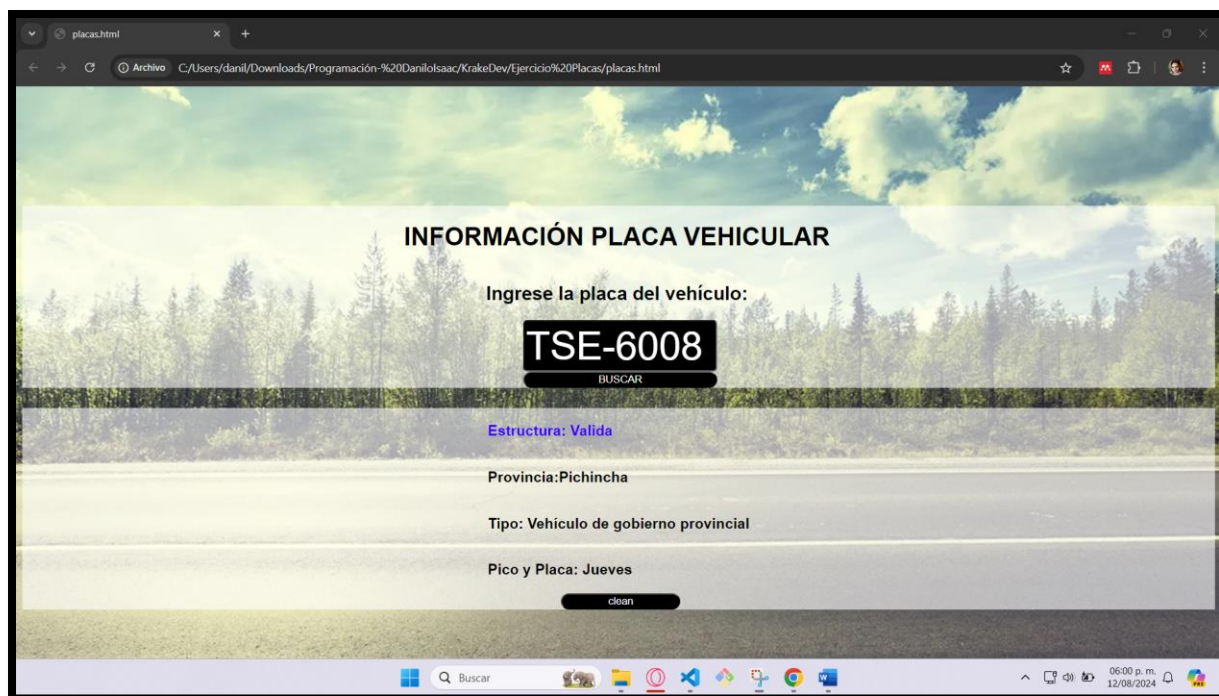 placas.html
Archivo C:/Users/danil/Downloads/Programación-%20DaniloIsaac/KrakeDev/Ejercicio%20Placas/placas.html
INFORMACIÓN PLACA VEHICULAR
Ingrese la placa del vehículo:
TSE-6008
BUSCAR
Estructura: Valida
Provincia:Pichincha
Tipo: Vehículo de gobierno provincial
Pico y Placa: Jueves
clean
Buscar
06:00 p. m.
12/08/2024